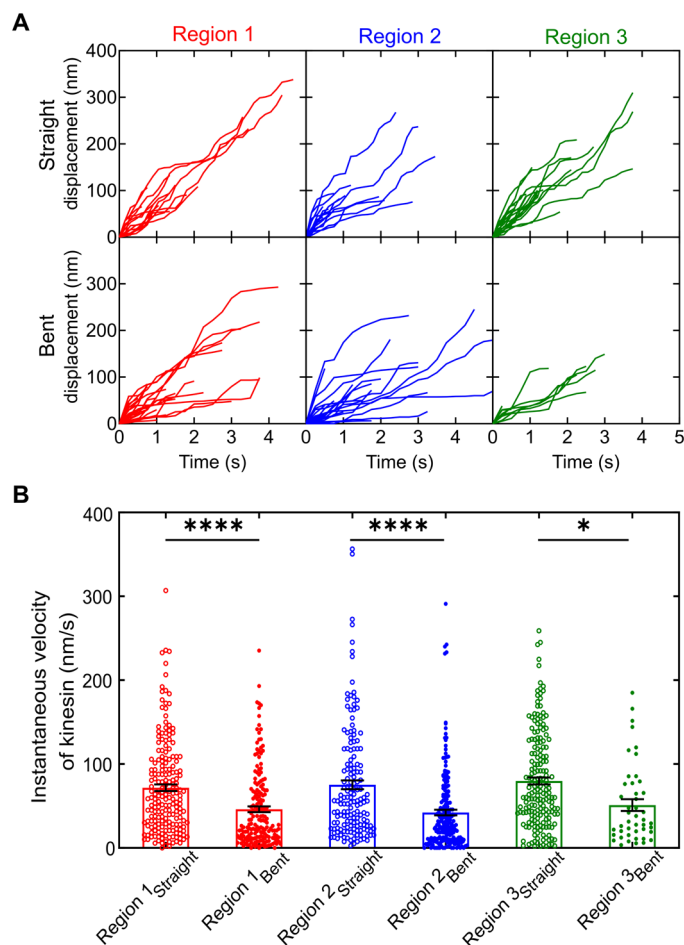 A
Region 1 Region 2 Region 3
Straight
displacement (nm)
400
300
200
100
0
Bent
displacement (nm)
300
200
100
0
0 1 2 3 4 0 1 2 3 4 0 1 2 3 4 5
Time (s) Time (s) Time (s)
B
Instantaneous velocity
of kinesin (nm/s)
400
300
200
100
0
**** **** *
Region 1Straight
Region 1Bent
Region 2Straight
Region 2Bent
Region 3Straight
Region 3Bent